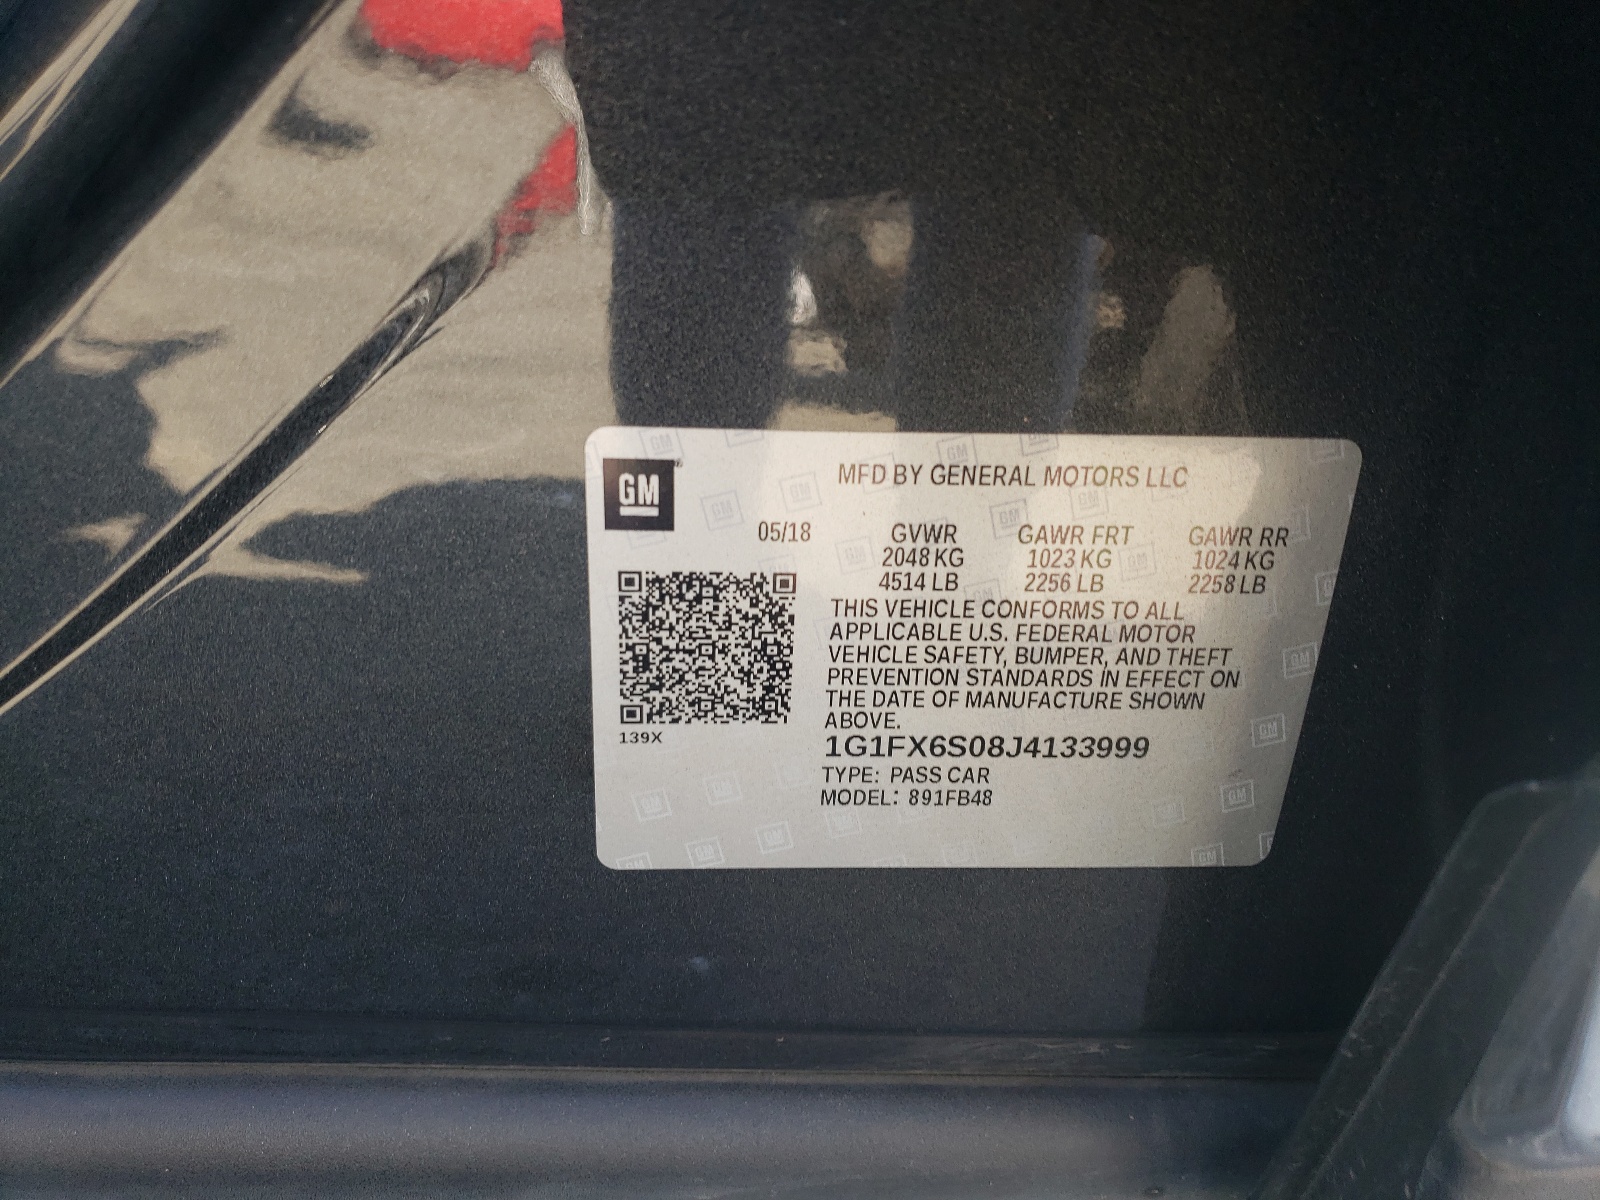 GM
MFD BY GENERAL MOTORS LLC
05/18 GVWR GAWR FRT GAWR RR
2048 KG 1023 KG 1024 KG
4514 LB 2256 LB 2258 LB
THIS VEHICLE CONFORMS TO ALL
APPLICABLE U.S. FEDERAL MOTOR
VEHICLE SAFETY, BUMPER, AND THEFT
PREVENTION STANDARDS IN EFFECT ON
THE DATE OF MANUFACTURE SHOWN
ABOVE.
139X
1G1FX6S08J4133999
TYPE: PASS CAR
MODEL: 891FB48